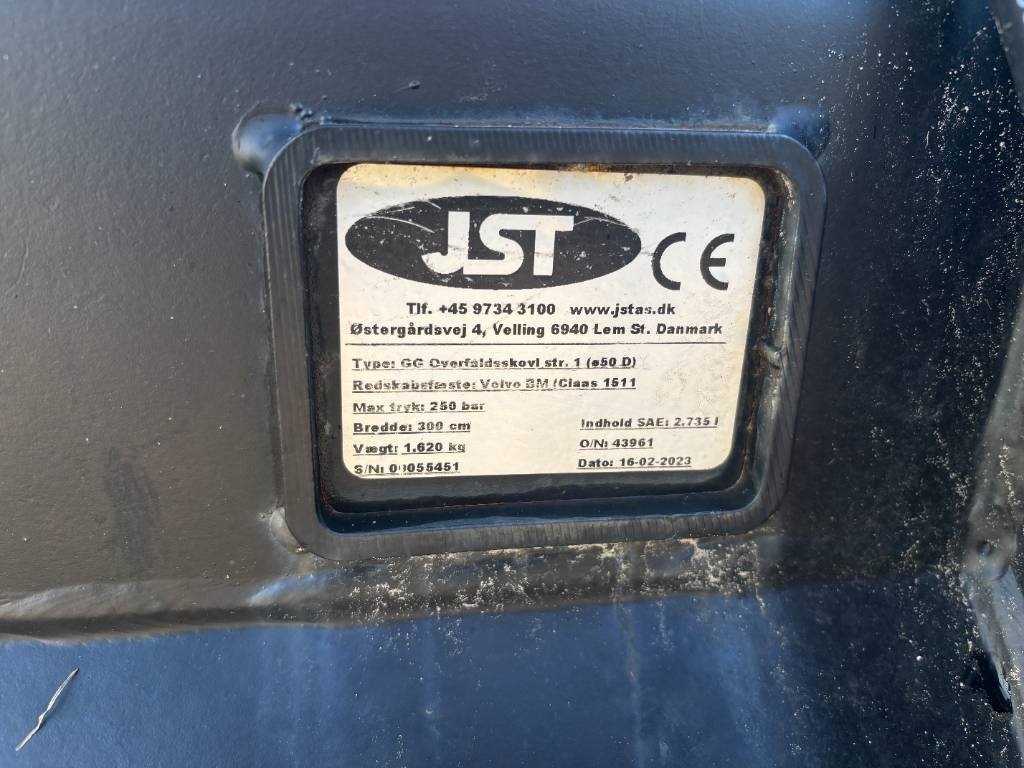 JST CE
Tlf. +45 9734 3100 www.jstas.dk
Østergårdsvej 4, Velling 6940 Lem St. Danmark
Type: GG Overfaldsskovl str. 1 (ø50 D)
Redskabsfæste: Volvo BM (Claas 1511
Max tryk: 250 bar
Bredde: 300 cm Indhold SAE: 2.735 l
Vægt: 1.620 kg O/N: 43961
S/N: 00055451 Dato: 16-02-2023